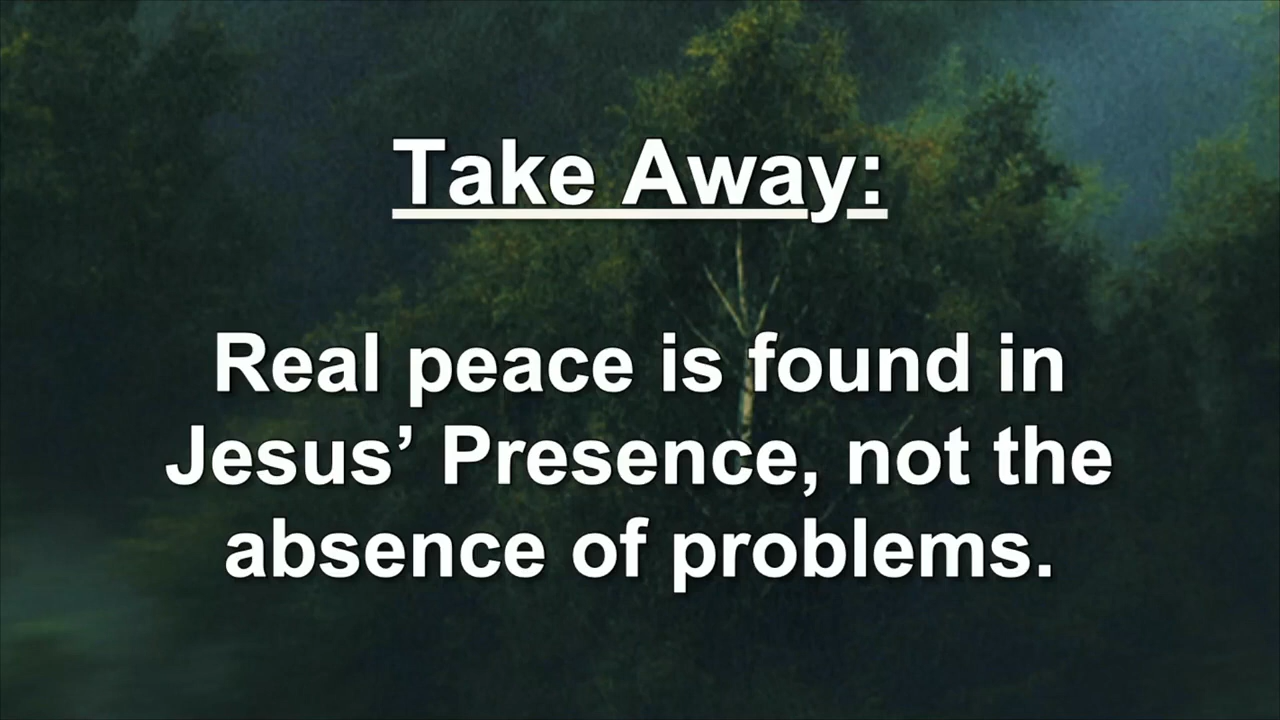 Take Away:
Real peace is found in
Jesus’ Presence, not the
absence of problems.